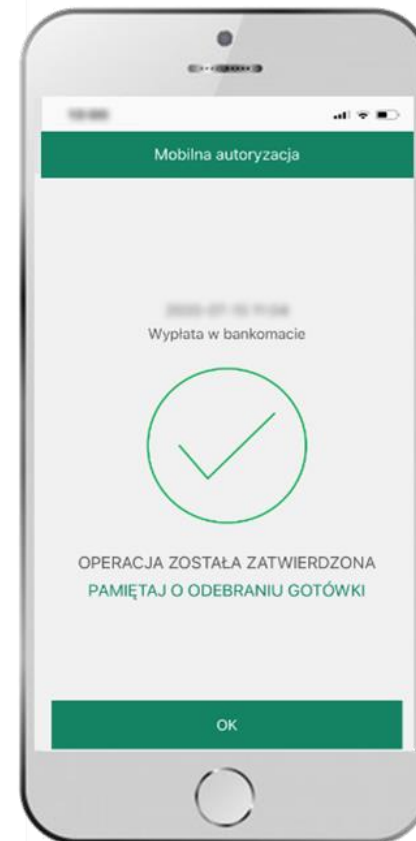 Mobilna autoryzacja
Wypłata w bankomacie
OPERACJA ZOSTAŁA ZATWIERDZONA
PAMIĘTAJ O ODEBRANIU GOTÓWKI
OK